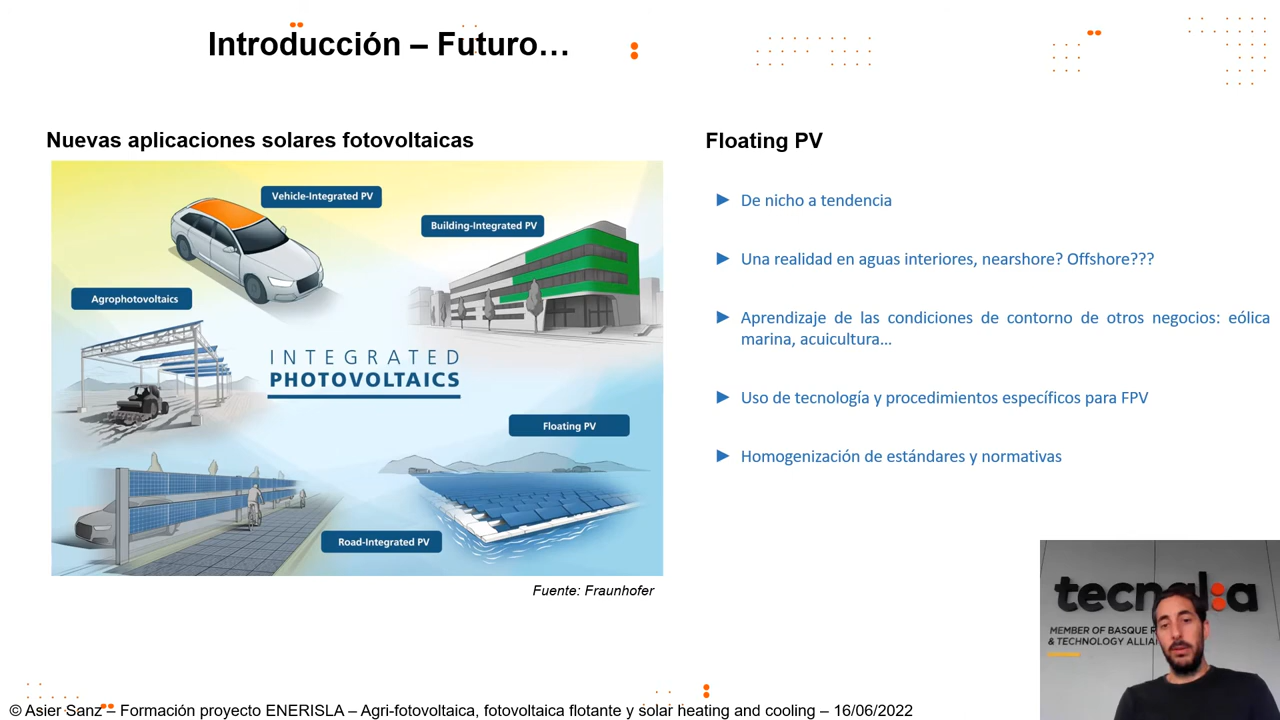 Introducción – Futuro…
Nuevas aplicaciones solares fotovoltaicas
Vehicle-Integrated PV
Building-Integrated PV
Agrophotovoltaics
INTEGRATED
PHOTOVOLTAICS
Floating PV
Road-Integrated PV
Fuente: Fraunhofer
Floating PV
De nicho a tendencia
Una realidad en aguas interiores, nearshore? Offshore???
Aprendizaje de las condiciones de contorno de otros negocios: eólica
marina, acuicultura…
Uso de tecnología y procedimientos específicos para FPV
Homogenización de estándares y normativas
MEMBER OF BASQUE
& TECHNOLOGY
© Asier Sanz – Formación proyecto ENERISLA – Agri-fotovoltaica, fotovoltaica flotante y solar heating and cooling – 16/06/2022